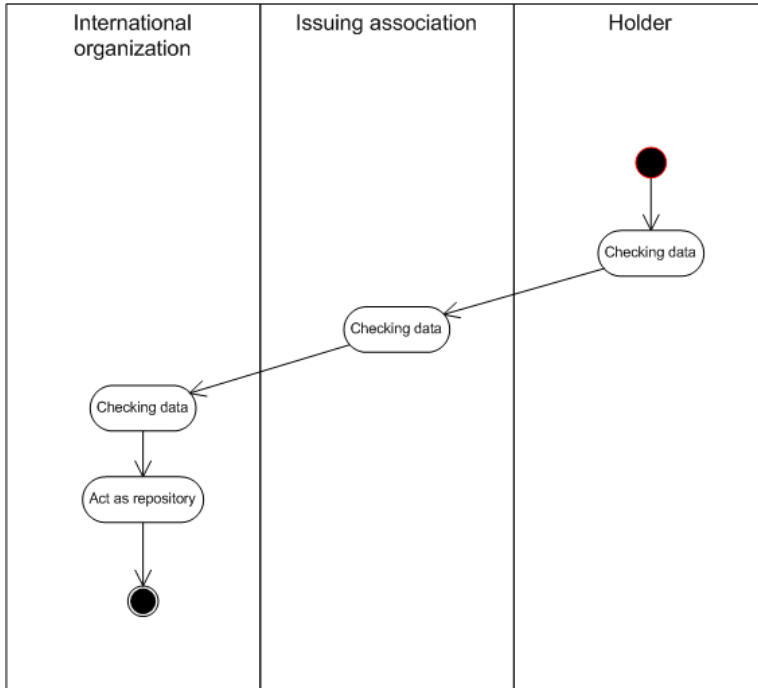 International
organization
Issuing association
Holder
Checking data
Checking data
Checking data
Act as repository